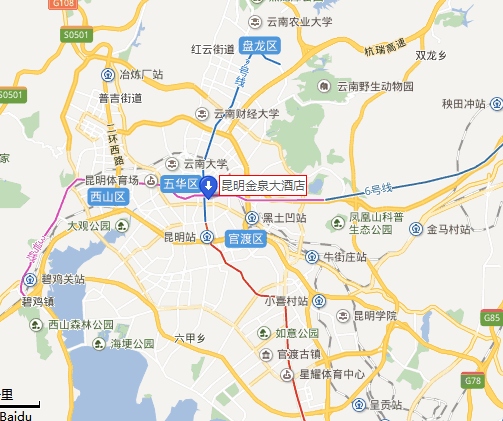 G108
云南农业大学
S0501
红云街道
盘龙区
2号线
杭瑞高速
双龙乡
冶炼厂站
云南野生动物园
S0501
普吉街道
秧田冲站
云南财经大学
二环西路
家
云南大学
昆明体育场
五华区
昆明金泉大酒店
6号线
西山区
大观公园
黑土凹站
凤凰山科普
生态公园
金马村站
昆明站
官渡区
牛街庄站
碧鸡关站
碧鸡镇
小喜村站
昆明学院
G85
西山森林公园
海埂公园
六甲乡
如意公园
官渡古镇
星耀体育中心
G78
里
呈贡站
Baidu